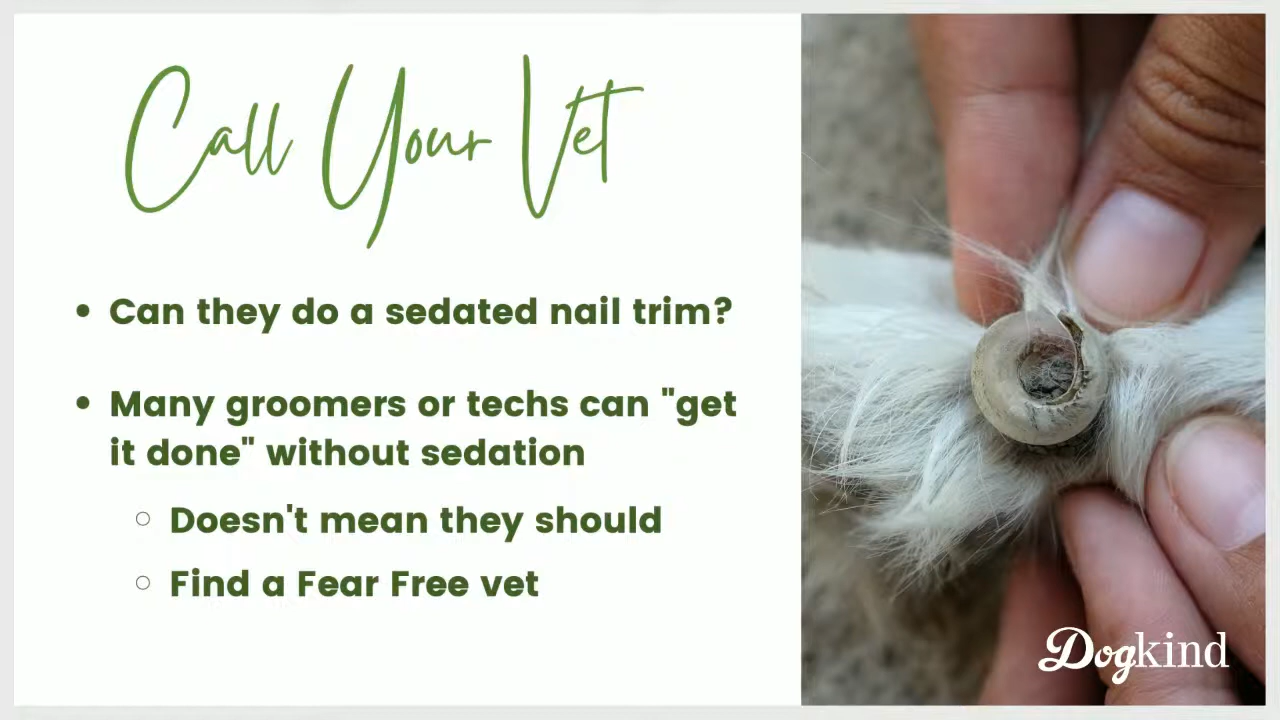 Call Your Vet
• Can they do a sedated nail trim?
• Many groomers or techs can "get
it done" without sedation
○ Doesn't mean they should
○ Find a Fear Free vet
Dogkind